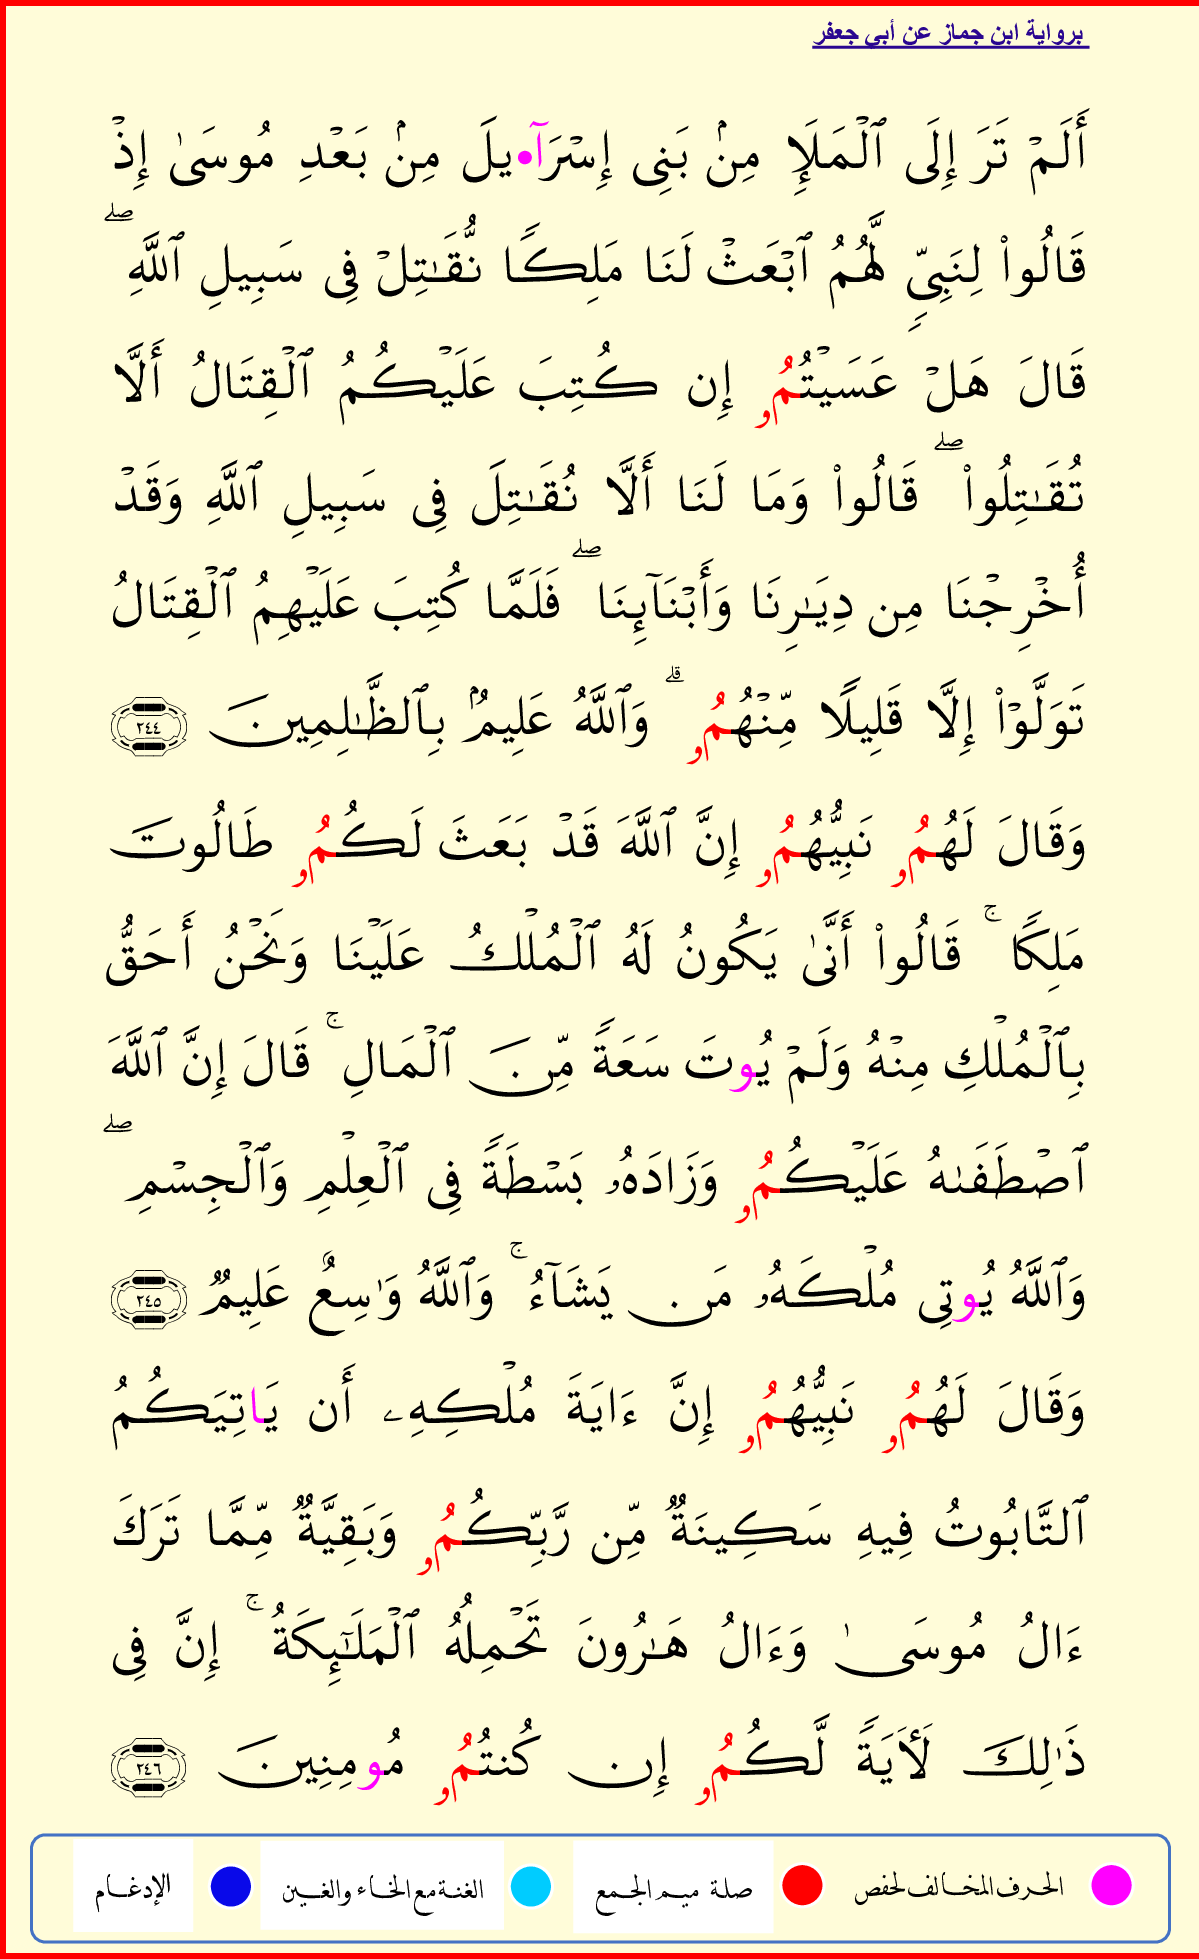 برواية ابن جماز عن أبي جعفر
أَلَمۡ تَرَ إِلَى ٱلۡمَلَإِ مِنۢ بَنِي إِسۡرَآ•يلَ مِنۢ بَعۡدِ مُوسَىٰ إِذۡ
قَالُواْ لِنَبِيّٖ لَّهُمُ ٱبۡعَثۡ لَنَا مَلِكٗا نُّقَٰتِلۡ فِي سَبِيلِ ٱللَّهِۖ
قَالَ هَلۡ عَسَيۡتُمُۥ إِن كُتِبَ عَلَيۡكُمُ ٱلۡقِتَالُ أَلَّا
تُقَٰتِلُواْۖ قَالُواْ وَمَا لَنَا أَلَّا نُقَٰتِلَ فِي سَبِيلِ ٱللَّهِ وَقَدۡ
أُخۡرِجۡنَا مِن دِيَٰرِنَا وَأَبۡنَآئِنَاۖ فَلَمَّا كُتِبَ عَلَيۡهِمُ ٱلۡقِتَالُ
تَوَلَّوۡاْ إِلَّا قَلِيلٗا مِّنۡهُمُۥۗ وَٱللَّهُ عَلِيمُۢ بِٱلظَّٰلِمِينَ ٢٤٤
وَقَالَ لَهُمُۥ نَبِيُّهُمُۥ إِنَّ ٱللَّهَ قَدۡ بَعَثَ لَكُمُۥ طَالُوتَ
مَلِكٗاۚ قَالُواْ أَنَّىٰ يَكُونُ لَهُ ٱلۡمُلۡكُ عَلَيۡنَا وَنَحۡنُ أَحَقُّ
بِٱلۡمُلۡكِ مِنۡهُ وَلَمۡ يُوتَ سَعَةٗ مِّنَ ٱلۡمَالِۚ قَالَ إِنَّ ٱللَّهَ
ٱصۡطَفَىٰهُ عَلَيۡكُمُۥ وَزَادَهُۥ بَسۡطَةٗ فِي ٱلۡعِلۡمِ وَٱلۡجِسۡمِۖ
وَٱللَّهُ يُوتِي مُلۡكَهُۥ مَن يَشَآءُۚ وَٱللَّهُ وَٰسِعٌ عَلِيمٞ ٢٤٥
وَقَالَ لَهُمُۥ نَبِيُّهُمُۥ إِنَّ ءَايَةَ مُلۡكِهِۦ أَن يَاتِيَكُمُ
ٱلتَّابُوتُ فِيهِ سَكِينَةٞ مِّن رَّبِّكُمُۥ وَبَقِيَّةٞ مِّمَّا تَرَكَ
ءَالُ مُوسَىٰ وَءَالُ هَٰرُونَ تَحۡمِلُهُ ٱلۡمَلَٰٓئِكَةُۚ إِنَّ فِي
ذَٰلِكَ لَأٓيَةٗ لَّكُمُۥ إِن كُنتُمُۥ مُومِنِينَ ٢٤٦
الحرف المخالف لحفص صلة ميم الجمع الغنة مع الخاء والغين الإدغام